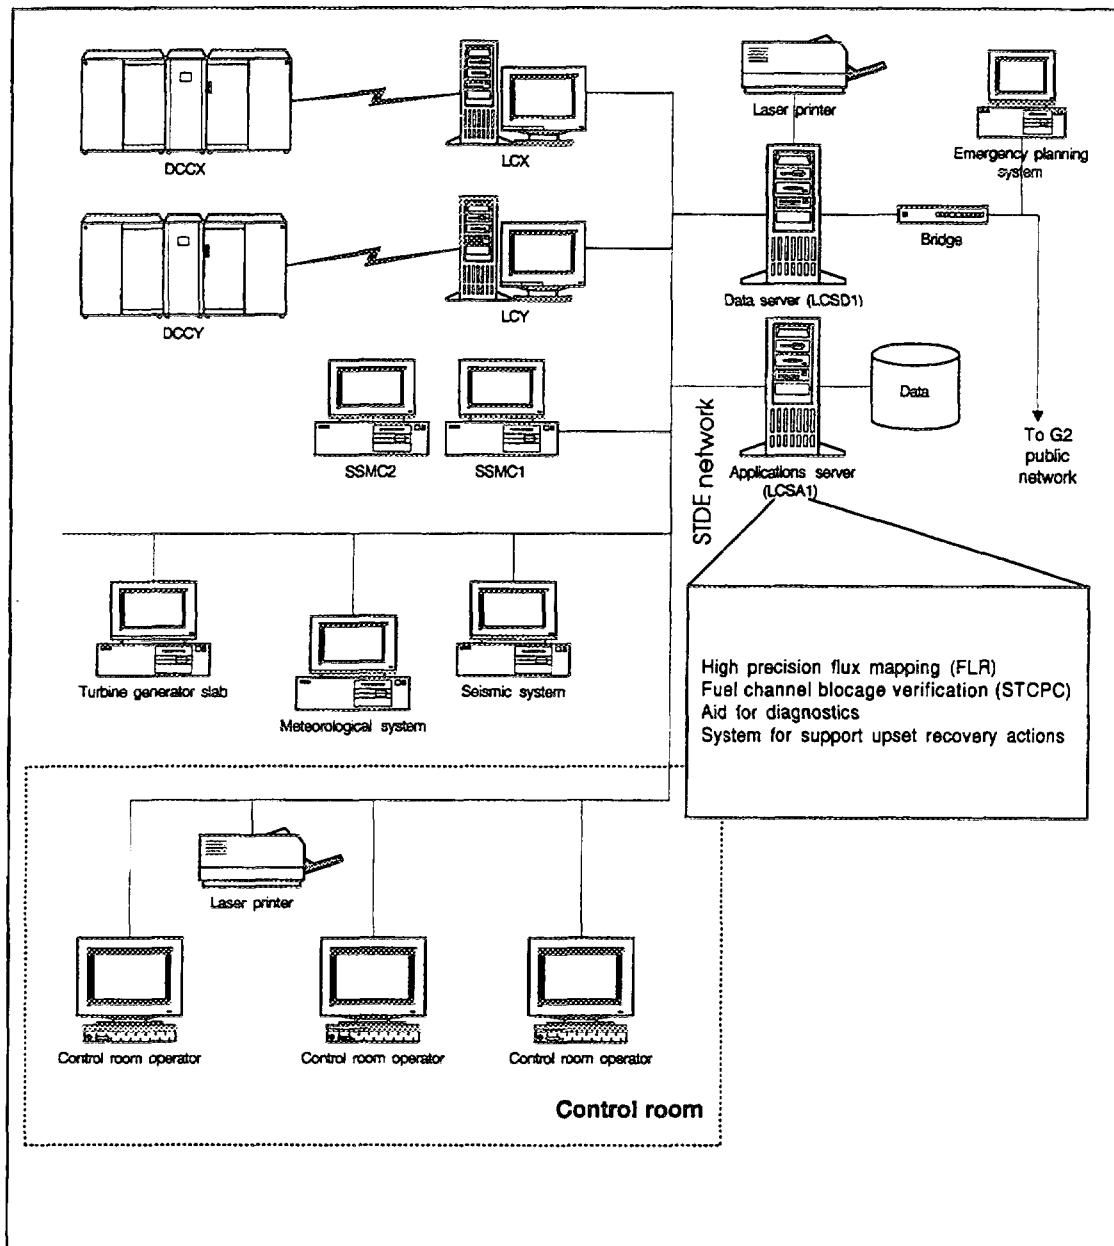 Laser printer
Emergency planning
system
DCCX
LCX
Bridge
DCCY
LCY
Data server (LCSD1)
Data
SSMC2
SSMC1
STDE network
Applications server
(LCSA1)
To G2
public
network
Turbine generator slab
Meteorological system
Seismic system
High precision flux mapping (FLR)
Fuel channel blocage verification (STCPC)
Aid for diagnostics
System for support upset recovery actions
Laser printer
Control room operator
Control room operator
Control room operator
Control room